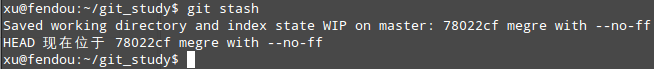 xu@fendou:~/git_study$ git stash
Saved working directory and index state WIP on master: 78022cf megre with --no-ff
HEAD 现在位于 78022cf megre with --no-ff
xu@fendou:~/git_study$